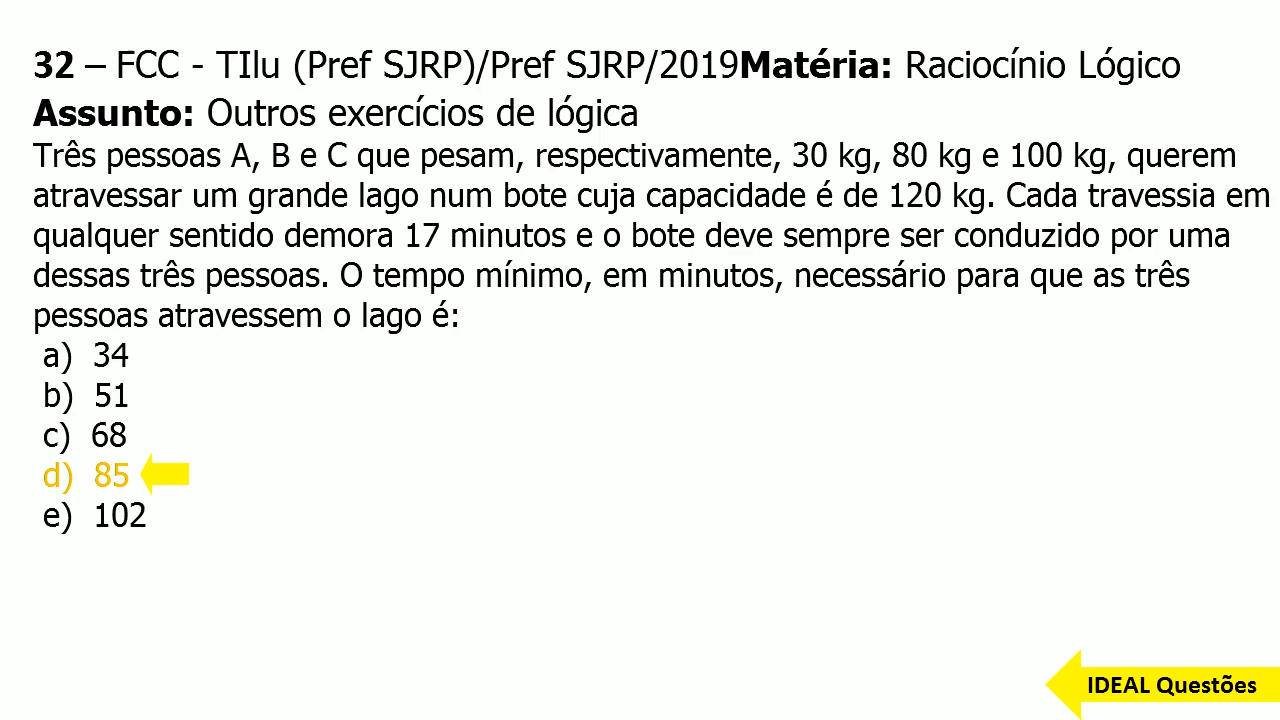 32 – FCC - TIlu (Pref SJRP)/Pref SJRP/2019Matéria: Raciocínio Lógico
Assunto: Outros exercícios de lógica
Três pessoas A, B e C que pesam, respectivamente, 30 kg, 80 kg e 100 kg, querem
atravessar um grande lago num bote cuja capacidade é de 120 kg. Cada travessia em
qualquer sentido demora 17 minutos e o bote deve sempre ser conduzido por uma
dessas três pessoas. O tempo mínimo, em minutos, necessário para que as três
pessoas atravessem o lago é:
a) 34
b) 51
c) 68
d) 85
e) 102
IDEAL Questões